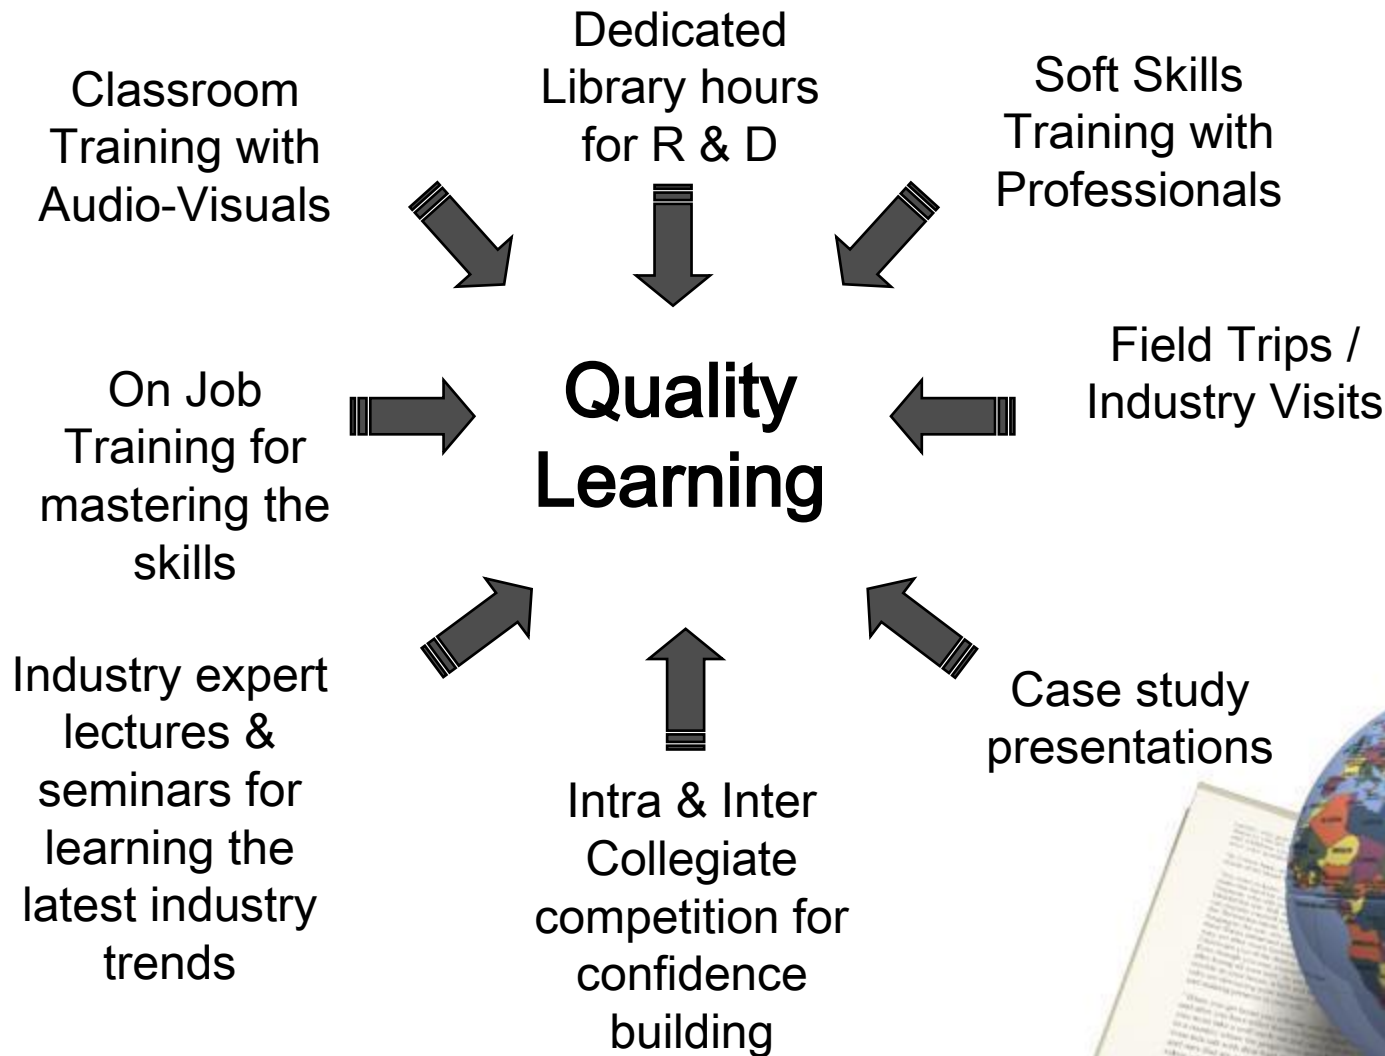 Classroom
Training with
Audio-Visuals
Dedicated
Library hours
for R & D
Soft Skills
Training with
Professionals
On Job
Training for
mastering the
skills
Quality
Learning
Field Trips /
Industry Visits
Industry expert
lectures &
seminars for
learning the
latest industry
trends
Intra & Inter
Collegiate
competition for
confidence
building
Case study
presentations